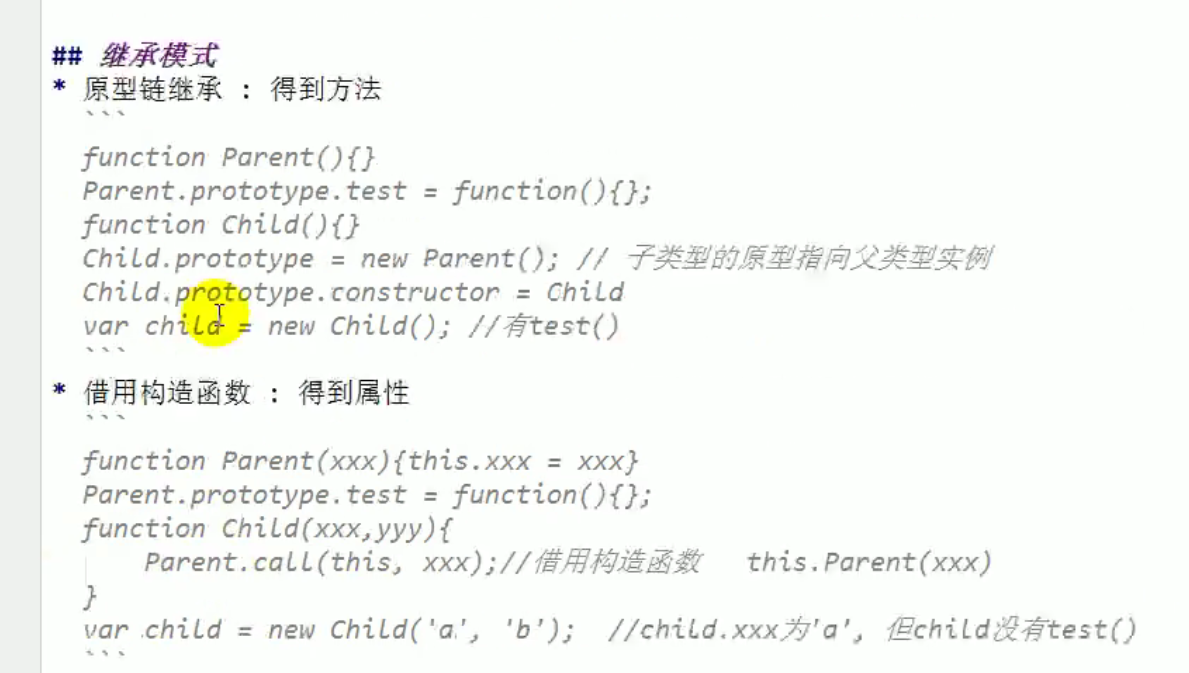 ## 继承模式
* 原型链继承 : 得到方法
```
function Parent(){}
Parent.prototype.test = function(){};
function Child(){}
Child.prototype = new Parent(); // 子类型的原型指向父类型实例
Child.prototype.constructor = Child
var child = new Child(); //有test()
```
* 借用构造函数 : 得到属性
```
function Parent(xxx){this.xxx = xxx}
Parent.prototype.test = function(){};
function Child(xxx,yyy){
Parent.call(this, xxx);//借用构造函数 this.Parent(xxx)
}
var child = new Child('a', 'b'); //child.xxx为'a', 但child没有test()
```